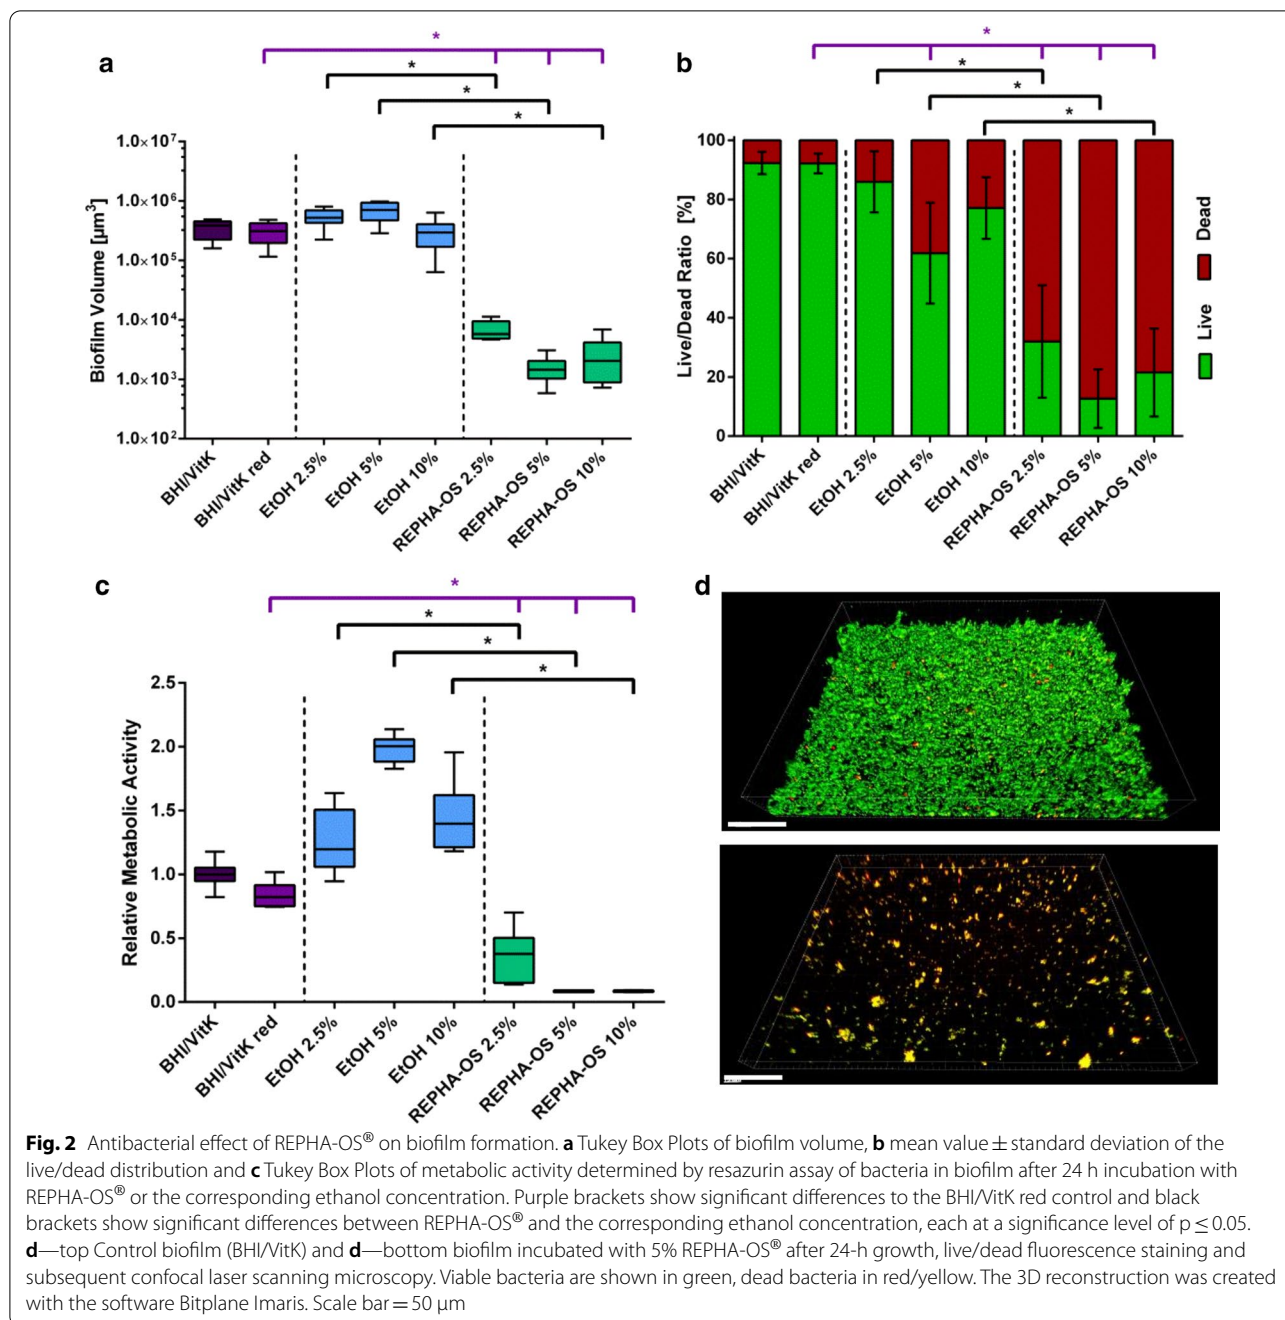 a
*
*
*
*
1.0×10⁷
1.0×10⁶
1.0×10⁵
1.0×10⁴
1.0×10³
1.0×10²
Biofilm Volume [µm³]
BHI/VitK
BHI/VitK red
EtOH 2.5%
EtOH 5%
EtOH 10%
REPHA-OS 2.5%
REPHA-OS 5%
REPHA-OS 10%
b
*
*
*
*
100
80
60
40
20
0
Live/Dead Ratio [%]
BHI/VitK
BHI/VitK red
EtOH 2.5%
EtOH 5%
EtOH 10%
REPHA-OS 2.5%
REPHA-OS 5%
REPHA-OS 10%
Live
Dead
c
*
*
*
*
2.5
2.0
1.5
1.0
0.5
0.0
Relative Metabolic Activity
BHI/VitK
BHI/VitK red
EtOH 2.5%
EtOH 5%
EtOH 10%
REPHA-OS 2.5%
REPHA-OS 5%
REPHA-OS 10%
d
Fig. 2 Antibacterial effect of REPHA-OS® on biofilm formation. a Tukey Box Plots of biofilm volume, b mean value ± standard deviation of the
live/dead distribution and c Tukey Box Plots of metabolic activity determined by resazurin assay of bacteria in biofilm after 24 h incubation with
REPHA-OS® or the corresponding ethanol concentration. Purple brackets show significant differences to the BHI/VitK red control and black
brackets show significant differences between REPHA-OS® and the corresponding ethanol concentration, each at a significance level of p ≤ 0.05.
d—top Control biofilm (BHI/VitK) and d—bottom biofilm incubated with 5% REPHA-OS® after 24-h growth, live/dead fluorescence staining and
subsequent confocal laser scanning microscopy. Viable bacteria are shown in green, dead bacteria in red/yellow. The 3D reconstruction was created
with the software Bitplane Imaris. Scale bar = 50 µm